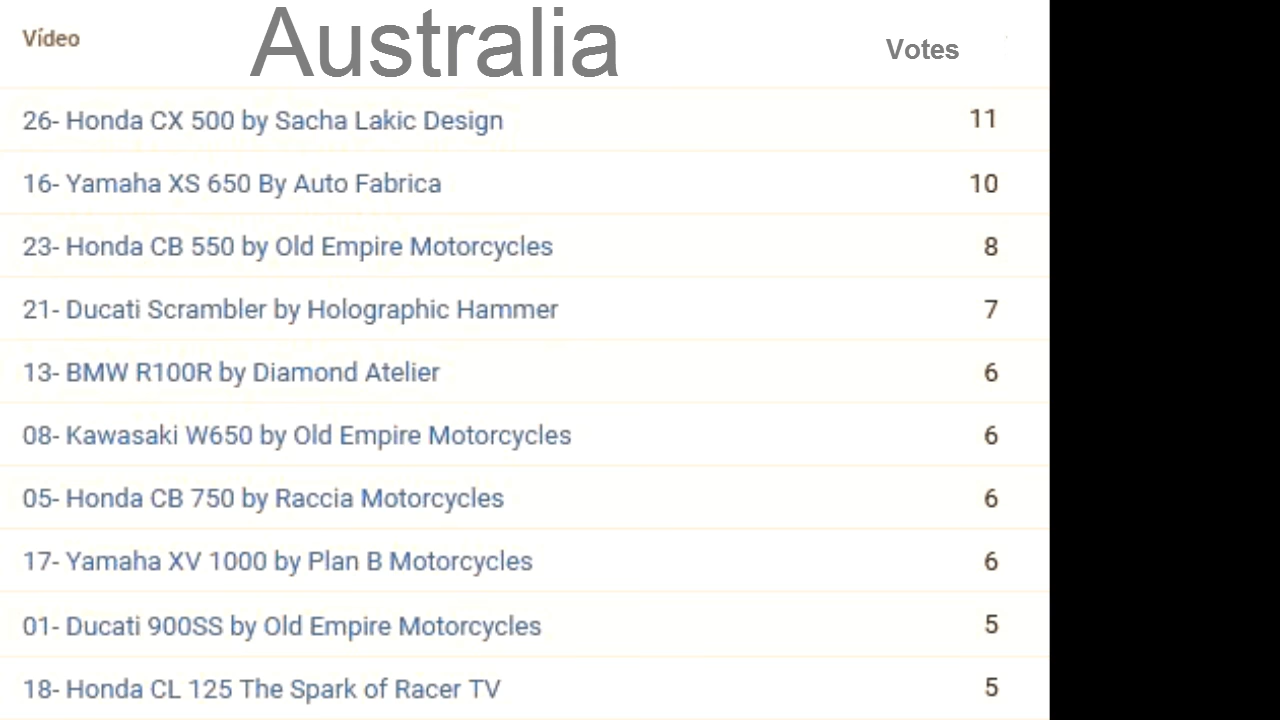 Vídeo Australia Votes
26- Honda CX 500 by Sacha Lakic Design 11
16- Yamaha XS 650 By Auto Fabrica 10
23- Honda CB 550 by Old Empire Motorcycles 8
21- Ducati Scrambler by Holographic Hammer 7
13- BMW R100R by Diamond Atelier 6
08- Kawasaki W650 by Old Empire Motorcycles 6
05- Honda CB 750 by Raccia Motorcycles 6
17- Yamaha XV 1000 by Plan B Motorcycles 6
01- Ducati 900SS by Old Empire Motorcycles 5
18- Honda CL 125 The Spark of Racer TV 5